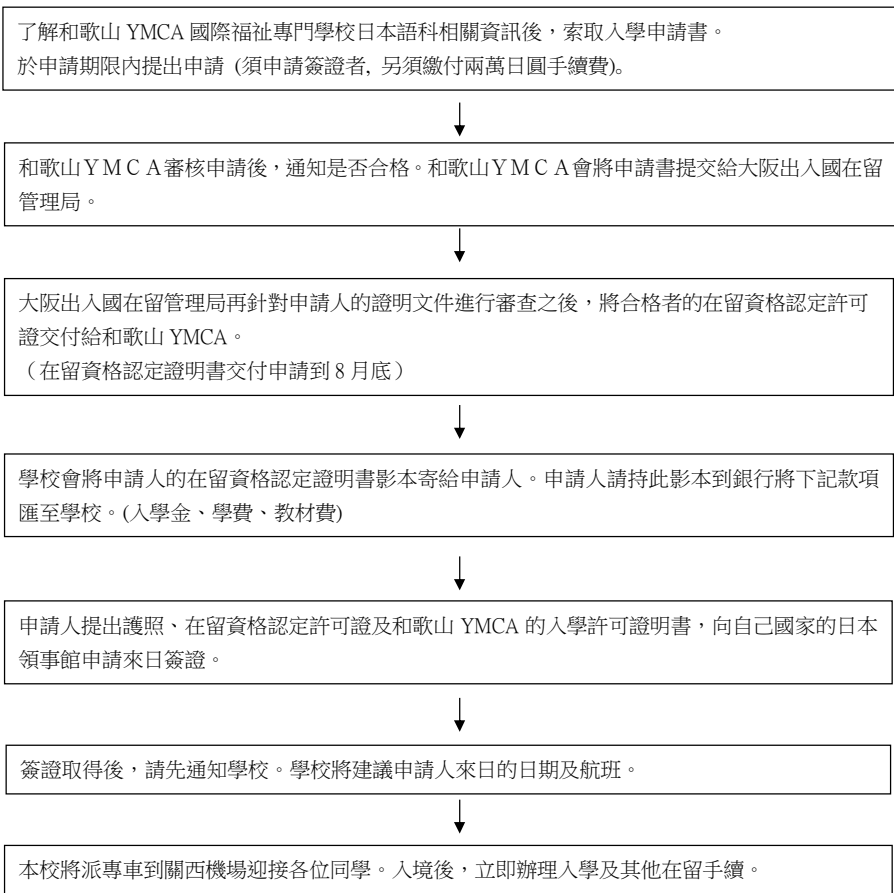 了解和歌山 YMCA 國際福祉專門學校日本語科相關資訊後，索取入學申請書。
於申請期限內提出申請 (須申請簽證者, 另須繳付兩萬日圓手續費)。
和歌山ＹＭＣＡ審核申請後，通知是否合格。和歌山ＹＭＣＡ會將申請書提交給大阪出入國在留
管理局。
大阪出入國在留管理局再針對申請人的證明文件進行審查之後，將合格者的在留資格認定許可
證交付給和歌山 YMCA。
（在留資格認定證明書交付申請到 8 月底）
學校會將申請人的在留資格認定證明書影本寄給申請人。申請人請持此影本到銀行將下記款項
匯至學校。(入學金、學費、教材費)
申請人提出護照、在留資格認定許可證及和歌山 YMCA 的入學許可證明書，向自己國家的日本
領事館申請來日簽證。
簽證取得後，請先通知學校。學校將建議申請人來日的日期及航班。
本校將派專車到關西機場迎接各位同學。入境後，立即辦理入學及其他在留手續。